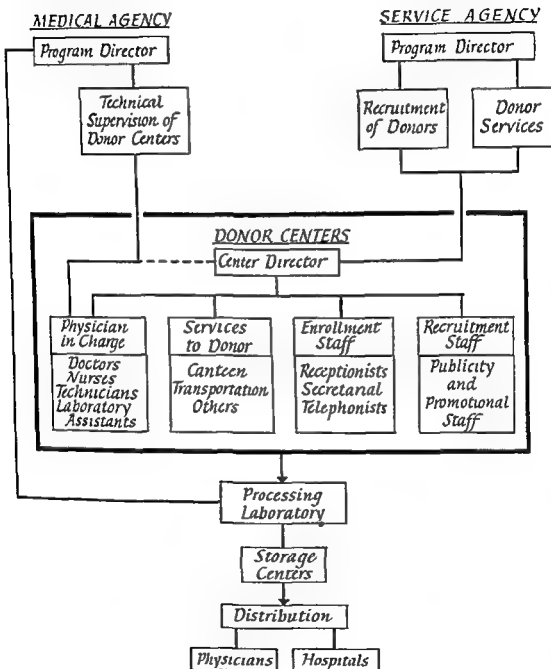 MEDICAL AGENCY
Program Director
Technical
Supervision of
Donor Centers
SERVICE AGENCY
Program Director
Recruitment
of Donors
Donor
Services
DONOR CENTERS
Center Director
Physician
in Charge
Doctors
Nurses
Technicians
Laboratory
Assistants
Services
to Donor
Canteen
Transportation
Others
Enrollment
Staff
Receptionists
Secretarial
Telephonists
Recruitment
Staff
Publicity
and
Promotional
Staff
Processing
Laboratory
Storage
Centers
Distribution
Physicians
Hospitals